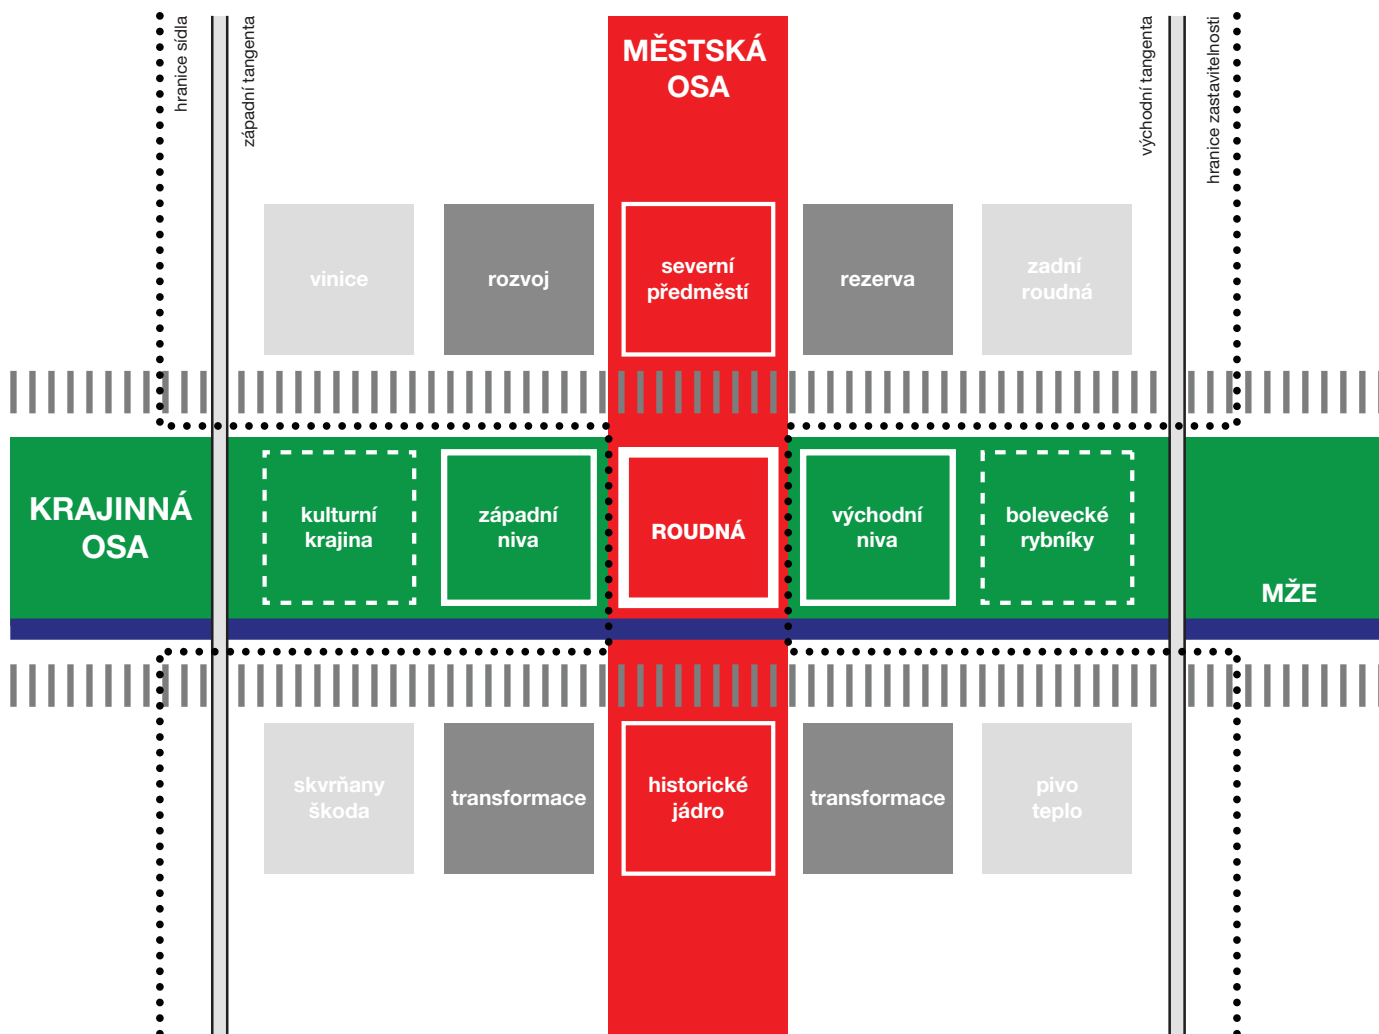 hranice sídla
západní tangenta
MĚSTSKÁ
OSA
východní tangenta
hranice zastavitelnosti
vinice
rozvoj
severní
předměstí
rezerva
zadní
roudná
KRAJINNÁ
OSA
kulturní
krajina
západní
niva
ROUDNÁ
východní
niva
bolevecké
rybníky
MŽE
skvrňany
škoda
transformace
historické
jádro
transformace
pivo
teplo